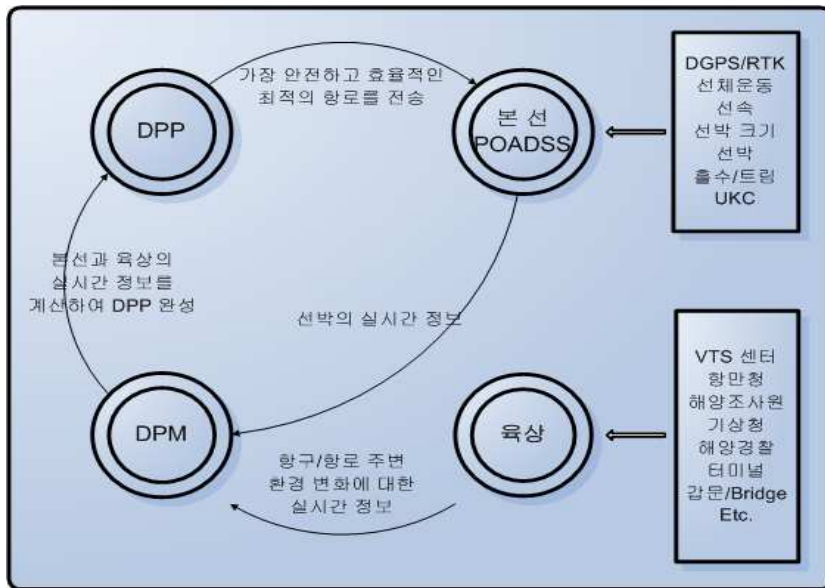 가장 안전하고 효율적인
최적의 항로를 전송
DPP
본 선
POADSS
DGPS/RTK
선체운동
선속
선박 크기
선박
흘수/트림
UKC
본선과 육상의
실시간 정보를
계산하여 DPP 완성
선박의 실시간 정보
DPM
육상
항구/항로 주변
환경 변화에 대한
실시간 정보
VTS 센터
항만청
해양조사원
기상청
해양경찰
터미널
갑문/Bridge
Etc.